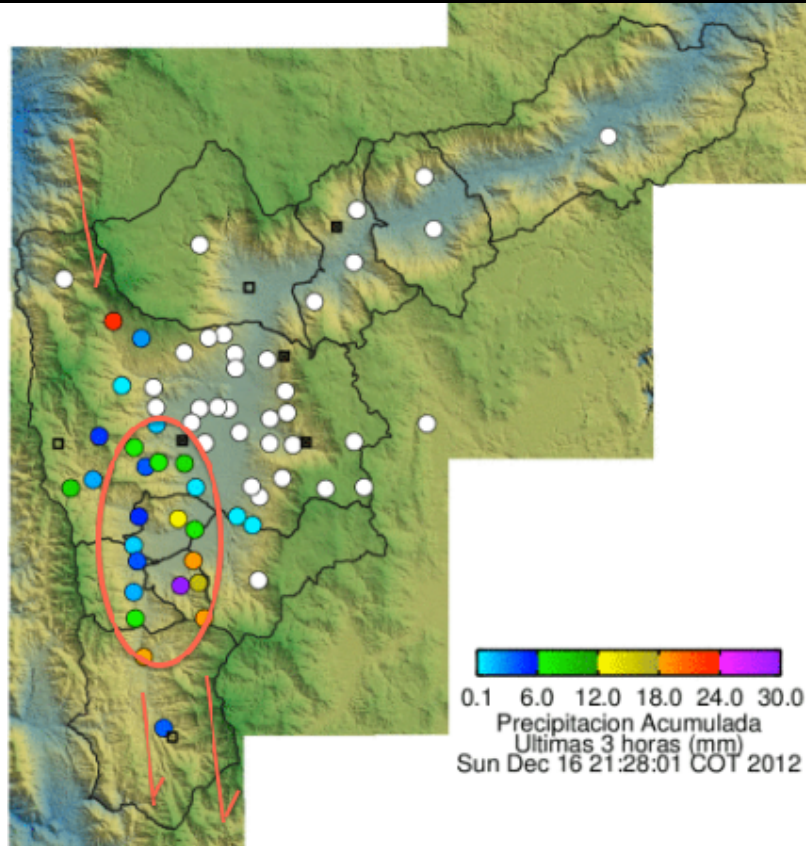 0.1 6.0 12.0 18.0 24.0 30.0
Precipitacion Acumulada
Ultimas 3 horas (mm)
Sun Dec 16 21:28:01 COT 2012